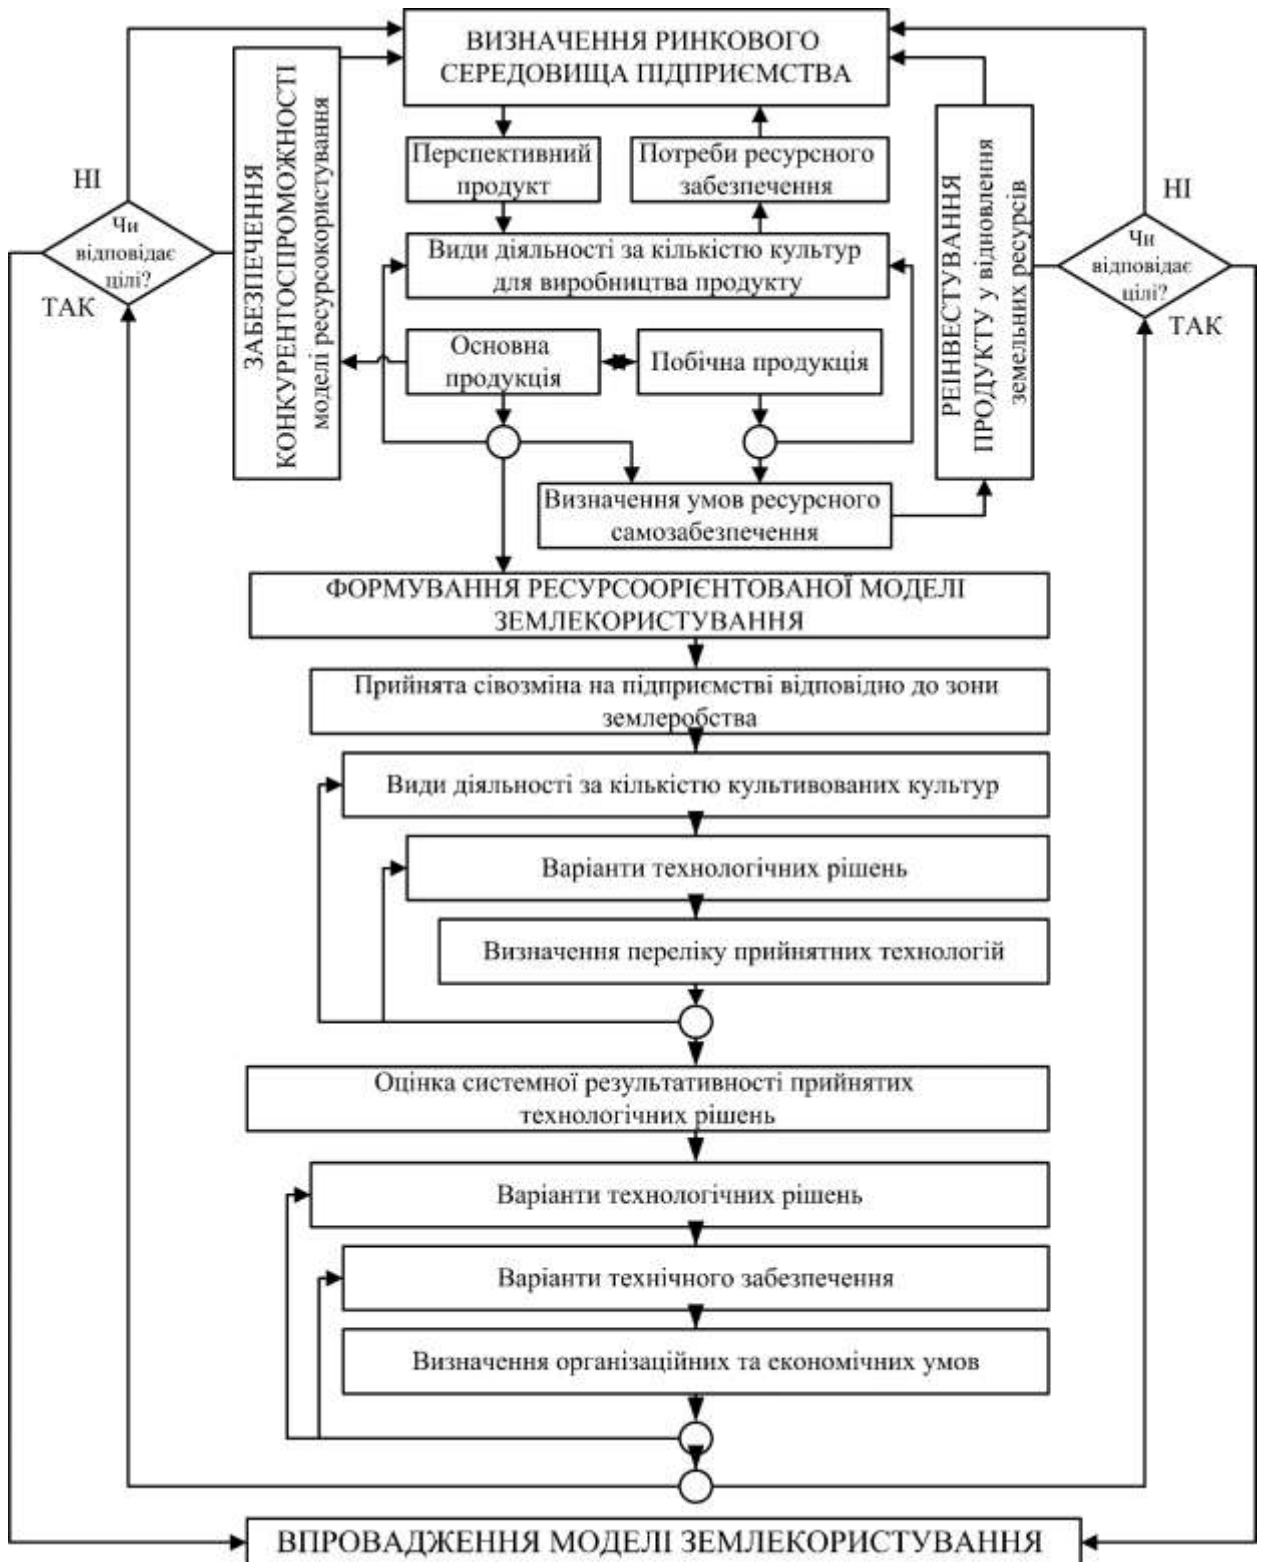 ВИЗНАЧЕННЯ РИНКОВОГО
СЕРЕДОВИЩА ПІДПРИЄМСТВА
ЗАБЕЗПЕЧЕННЯ
КОНКУРЕНТОСПРОМОЖНОСТІ
моделі ресурсокористування
Перспективний
продукт
Потреби ресурсного
забезпечення
РЕІНВЕСТУВАННЯ
ПРОДУКТУ у відновлення
земельних ресурсів
НІ
Чи
відповідає
цілі?
ТАК
НІ
Чи
відповідає
цілі?
ТАК
Види діяльності за кількістю культур
для виробництва продукту
Основна
продукція
Побічна продукція
Визначення умов ресурсного
самозабезпечення
ФОРМУВАННЯ РЕСУРСООРІЄНТОВАНОЇ МОДЕЛІ
ЗЕМЛЕКОРИСТУВАННЯ
Прийнята сівозміна на підприємстві відповідно до зони
землеробства
Види діяльності за кількістю культивованих культур
Варіанти технологічних рішень
Визначення переліку прийнятних технологій
Оцінка системної результативності прийнятих
технологічних рішень
Варіанти технологічних рішень
Варіанти технічного забезпечення
Визначення організаційних та економічних умов
ВПРОВАДЖЕННЯ МОДЕЛІ ЗЕМЛЕКОРИСТУВАННЯ